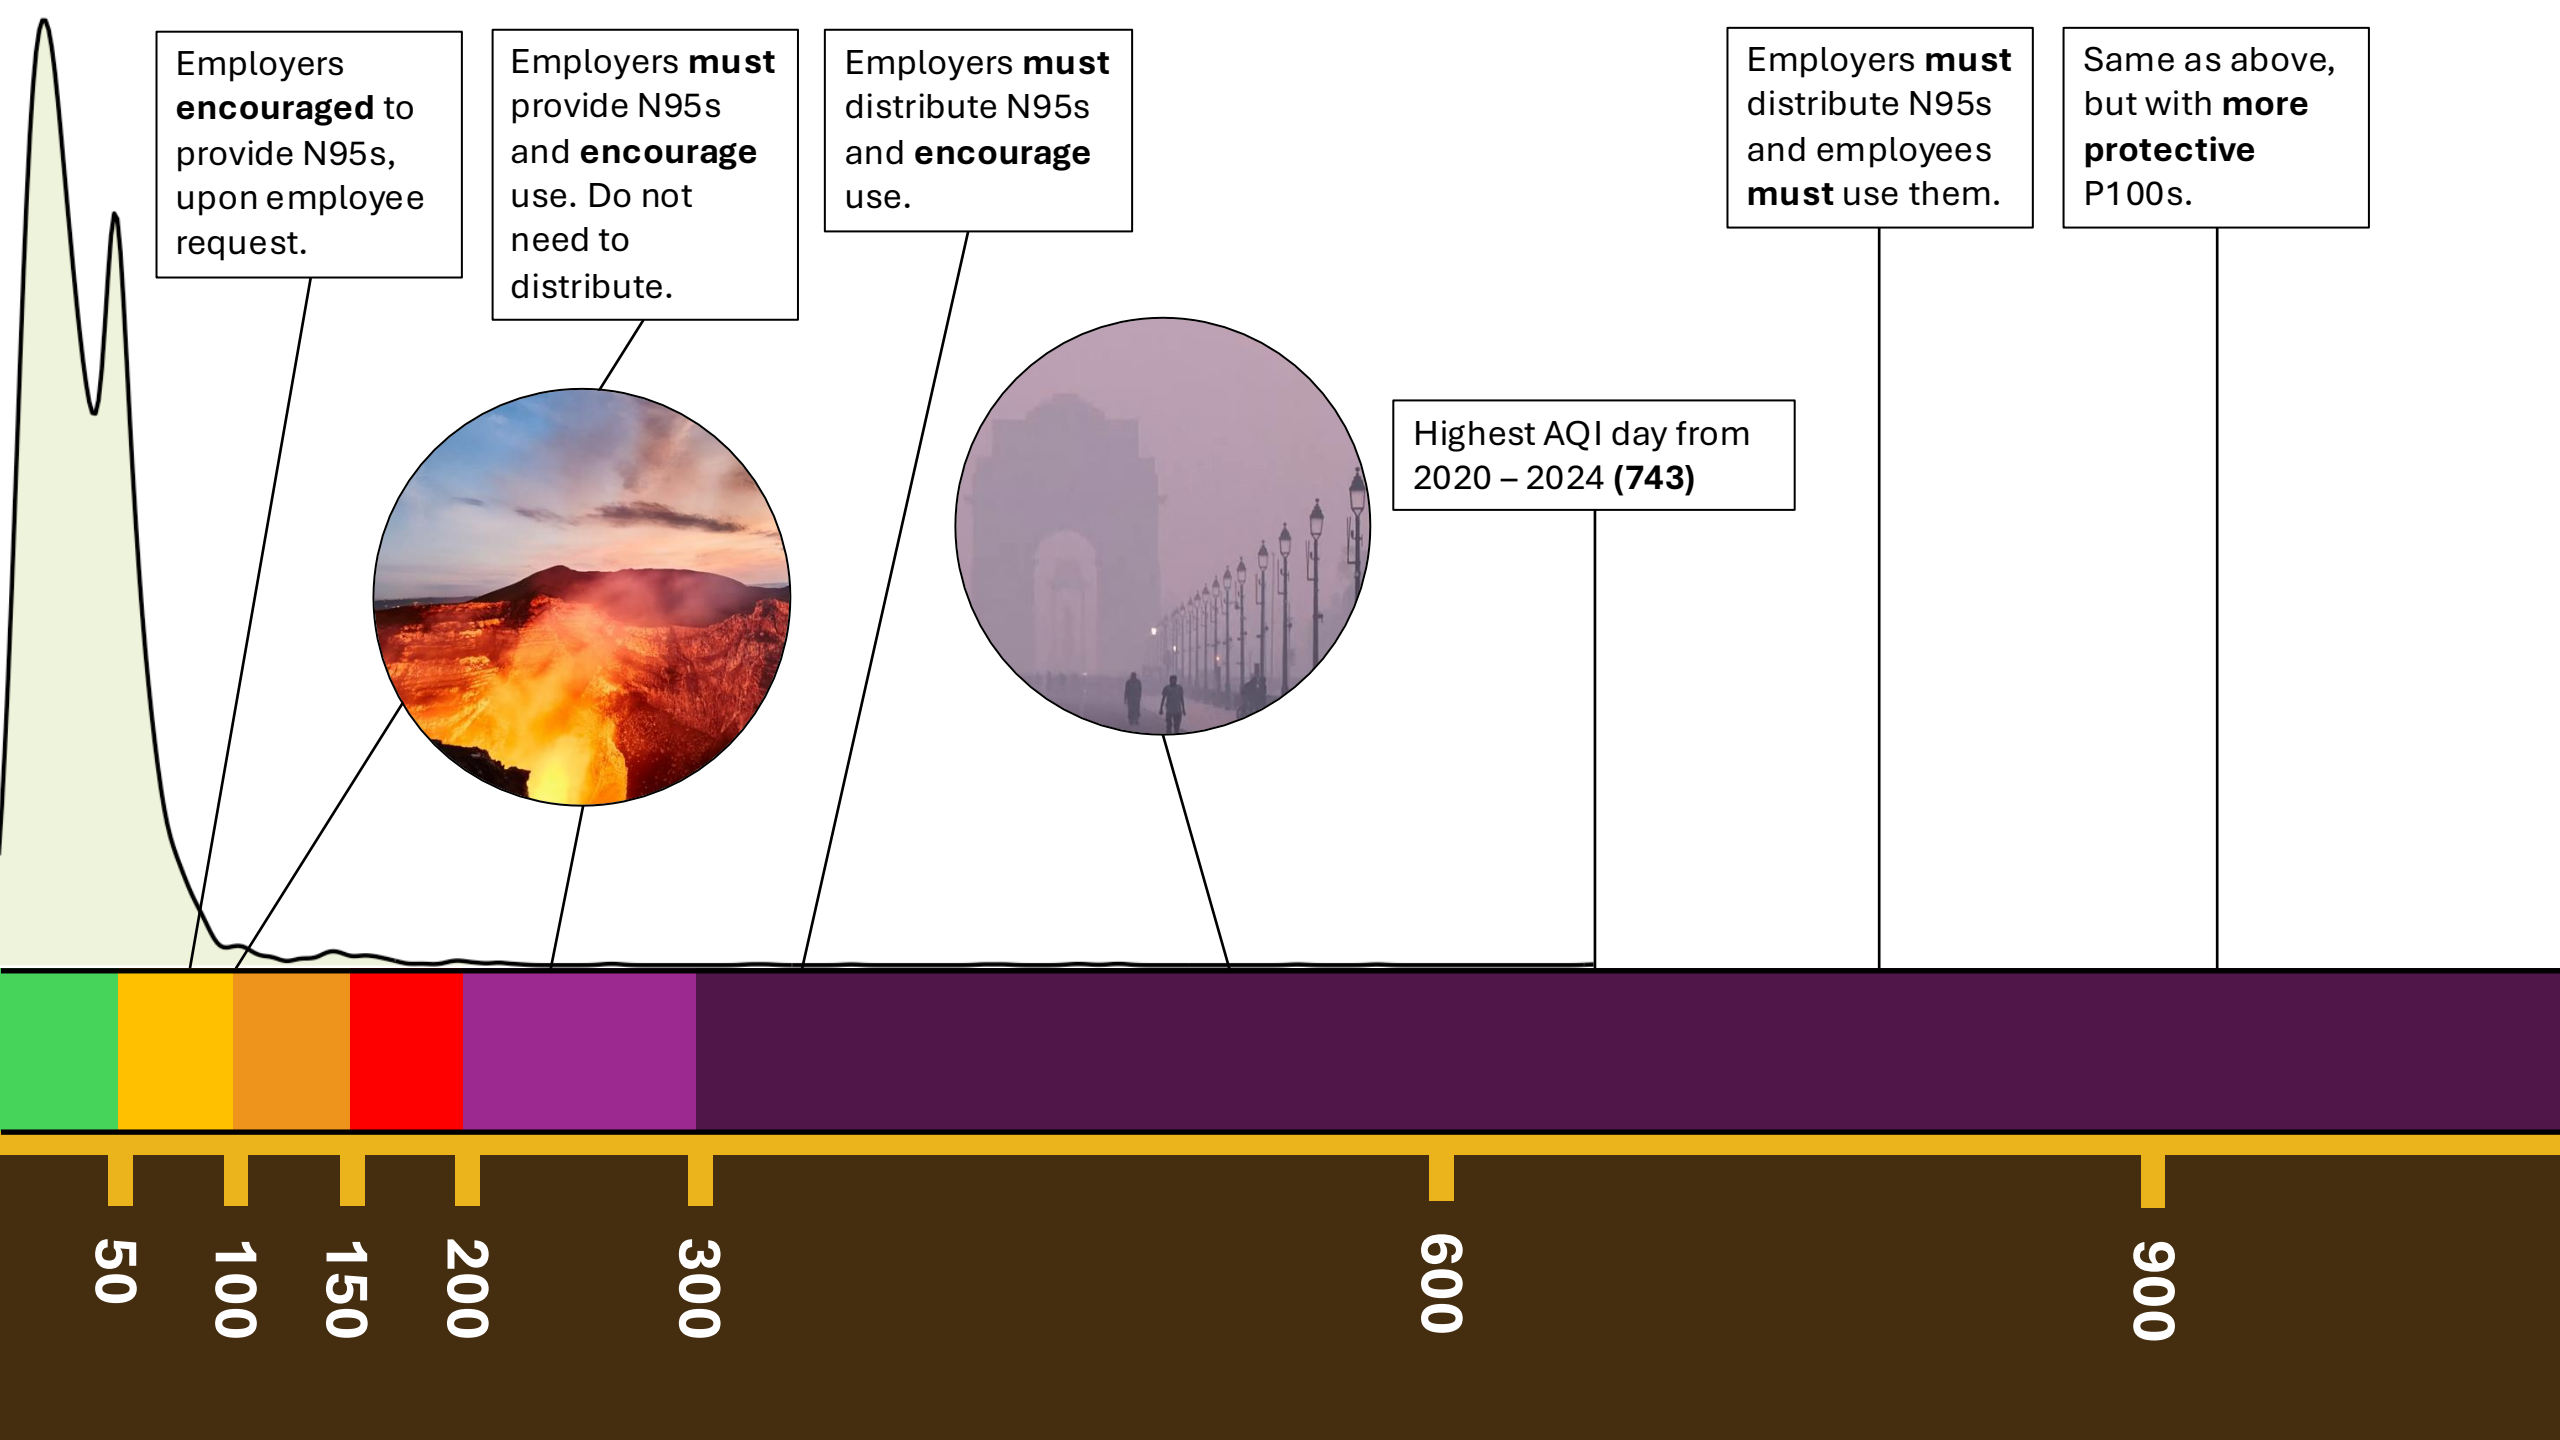 Employers
encouraged to
provide N95s,
upon employee
request.
Employers must
provide N95s
and encourage
use. Do not
need to
distribute.
Employers must
distribute N95s
and encourage
use.
Employers must
distribute N95s
and employees
must use them.
Same as above,
but with more
protective
P100s.
Highest AQI day from
2020 – 2024 (743)
50
100
150
200
300
600
900